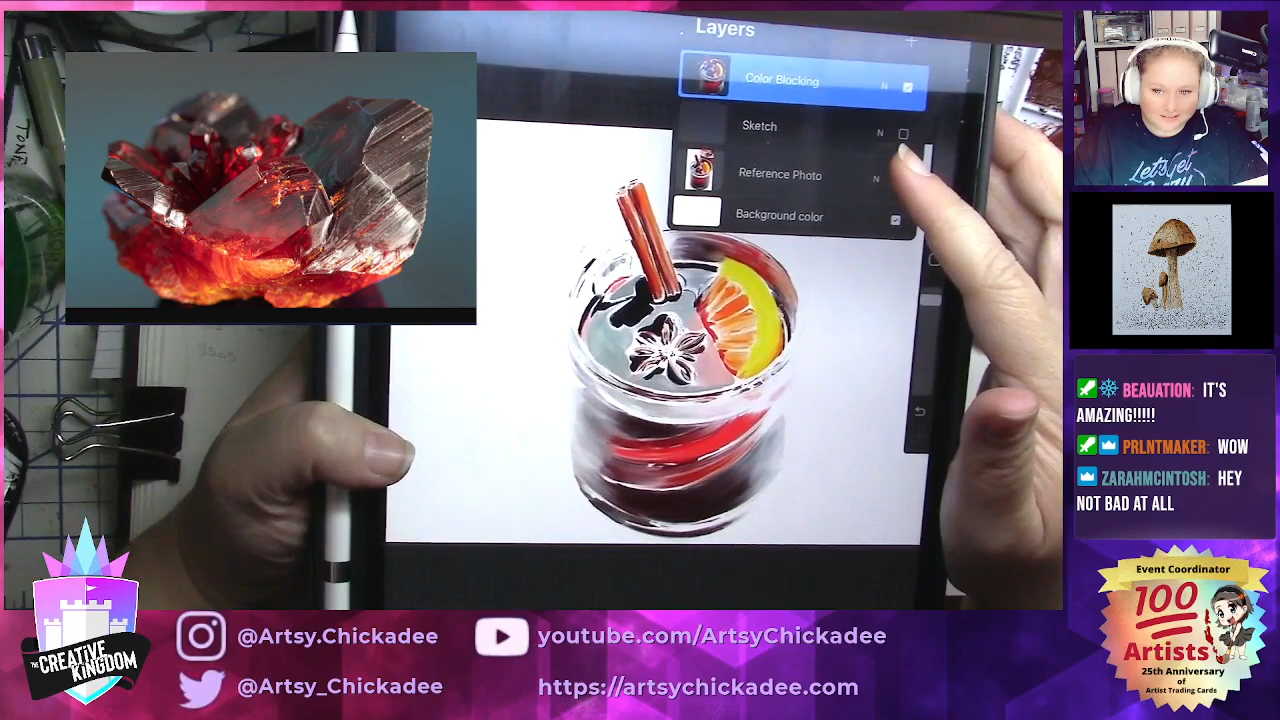 Layers
Color Blocking
N
Sketch
N
Reference Photo
N
Background color
LET'S GET
BEAUATION: IT'S
AMAZING!!!!!
PRLNTMAKER: WOW
ZARAHMCINTOSH: HEY
NOT BAD AT ALL
Event Coordinator
100
Artists
25th Anniversary
of
Artist Trading Cards
THE CREATIVE
KINGDOM
@Artsy.Chickadee
youtube.com/ArtsyChickadee
@Artsy_Chickadee
https://artsychickadee.com